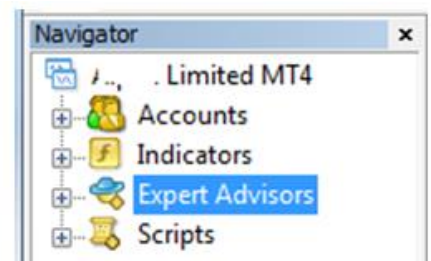 Navigator
Limited MT4
Accounts
Indicators
Expert Advisors
Scripts